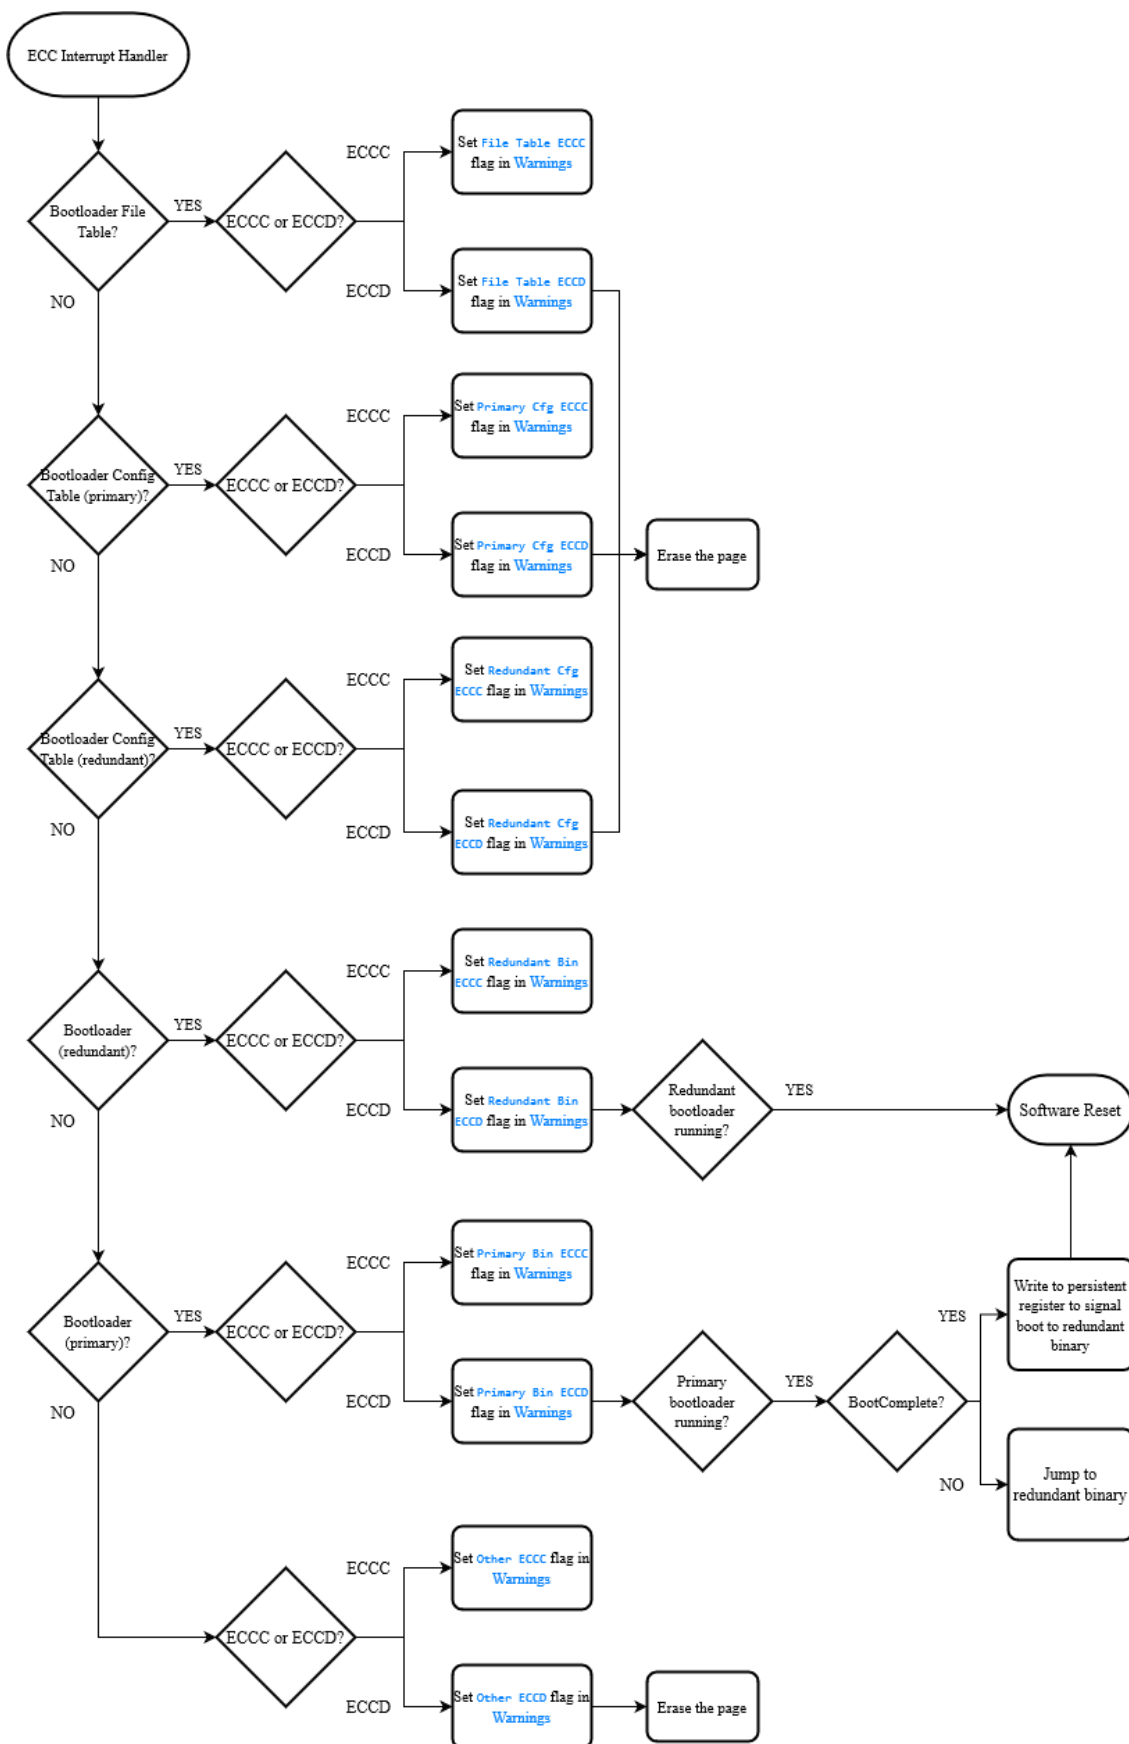 ECC Interrupt Handler
Bootloader File
Table?
YES
NO
ECCC or ECCD?
ECCC
Set File Table ECCC
flag in Warnings
ECCD
Set File Table ECCD
flag in Warnings
Bootloader Config
Table (primary)?
YES
NO
ECCC or ECCD?
ECCC
Set Primary Cfg ECCC
flag in Warnings
ECCD
Set Primary Cfg ECCD
flag in Warnings
Erase the page
Bootloader Config
Table (redundant)?
YES
NO
ECCC or ECCD?
ECCC
Set Redundant Cfg
ECCC flag in Warnings
ECCD
Set Redundant Cfg
ECCD flag in Warnings
Bootloader
(redundant)?
YES
NO
ECCC or ECCD?
ECCC
Set Redundant Bin
ECCC flag in Warnings
ECCD
Set Redundant Bin
ECCD flag in Warnings
Redundant
bootloader
running?
YES
Software Reset
Bootloader
(primary)?
YES
NO
ECCC or ECCD?
ECCC
Set Primary Bin ECCC
flag in Warnings
ECCD
Set Primary Bin ECCD
flag in Warnings
Primary
bootloader
running?
YES
BootComplete?
YES
Write to persistent
register to signal
boot to redundant
binary
NO
Jump to
redundant binary
ECCC or ECCD?
ECCC
Set Other ECCC flag in
Warnings
ECCD
Set Other ECCD flag in
Warnings
Erase the page